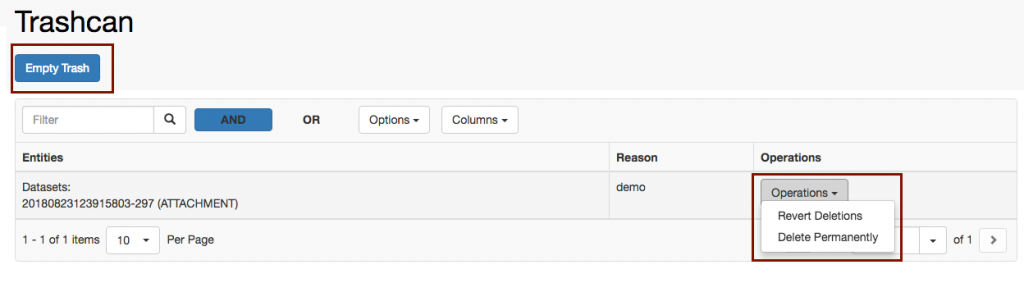 Trashcan
Empty Trash
Filter AND OR Options Columns
Entities Reason Operations
Datasets: demo Operations
20180823123915803-297 (ATTACHMENT)
Revert Deletions
Delete Permanently
1 - 1 of 1 items 10 Per Page of 1